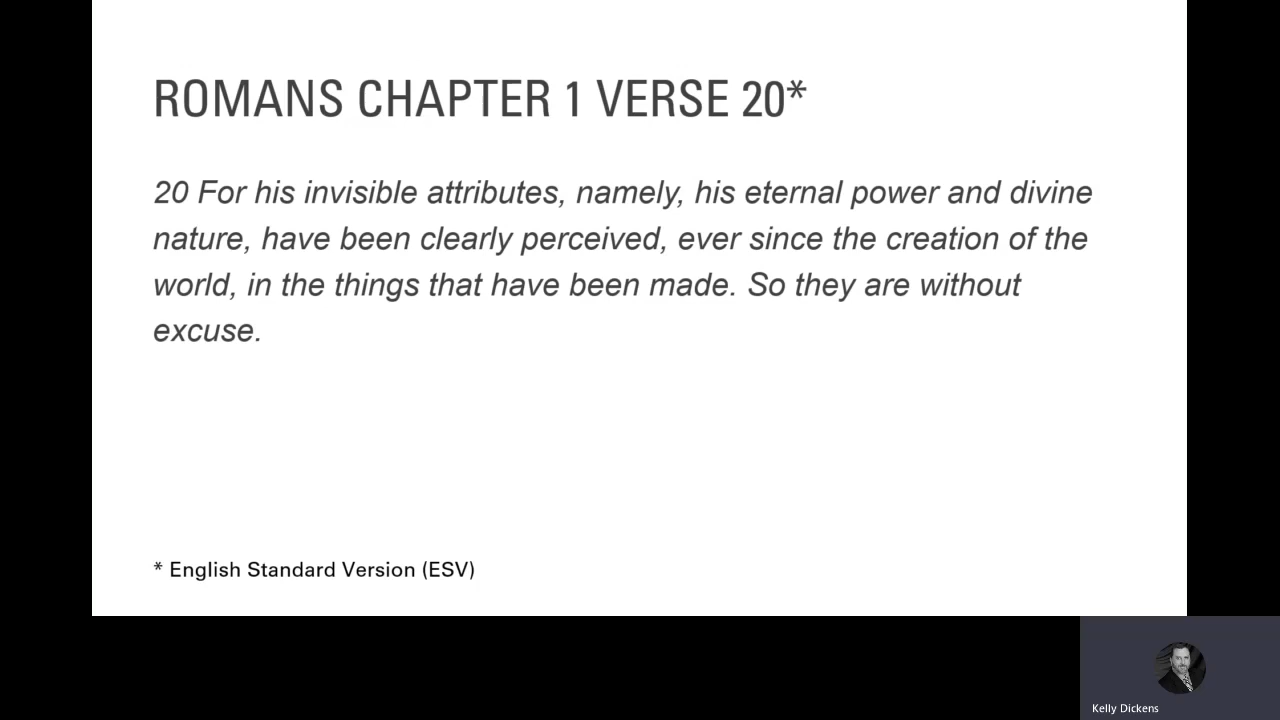 ROMANS CHAPTER 1 VERSE 20*
20 For his invisible attributes, namely, his eternal power and divine
nature, have been clearly perceived, ever since the creation of the
world, in the things that have been made. So they are without
excuse.
* English Standard Version (ESV)
Kelly Dickens